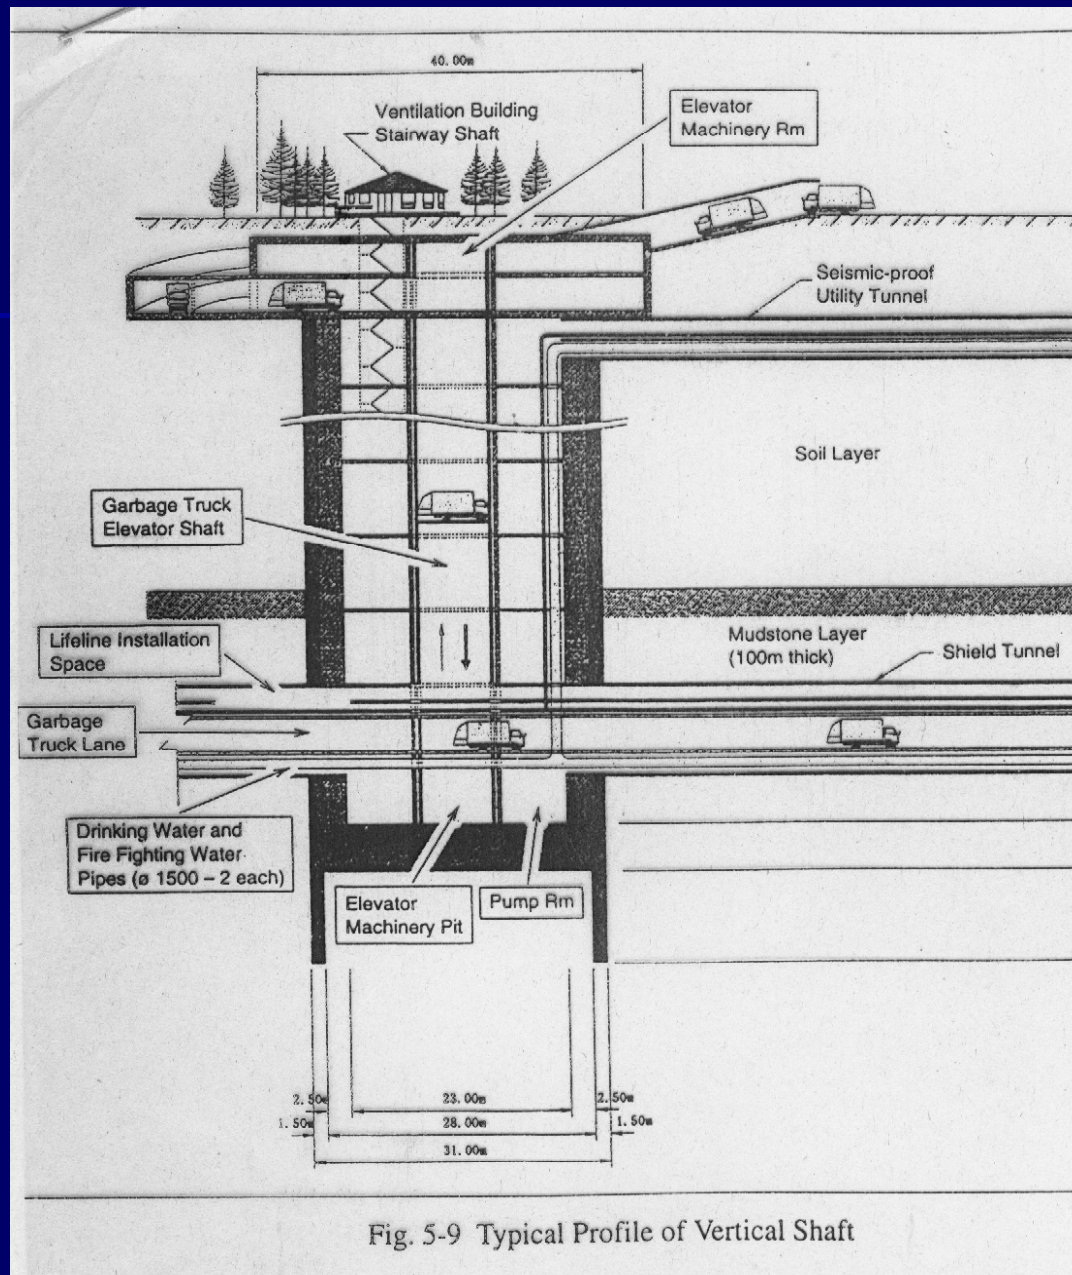 40.00m
Ventilation Building
Stairway Shaft
Elevator
Machinery Rm
Seismic-proof
Utility Tunnel
Soil Layer
Garbage Truck
Elevator Shaft
Lifeline Installation
Space
Mudstone Layer
(100m thick)
Shield Tunnel
Garbage
Truck Lane
Drinking Water and
Fire Fighting Water
Pipes (ø 1500 – 2 each)
Elevator
Machinery Pit
Pump Rm
2.50m
23.00m
2.50m
1.50m
28.00m
1.50m
31.00m
Fig. 5-9 Typical Profile of Vertical Shaft